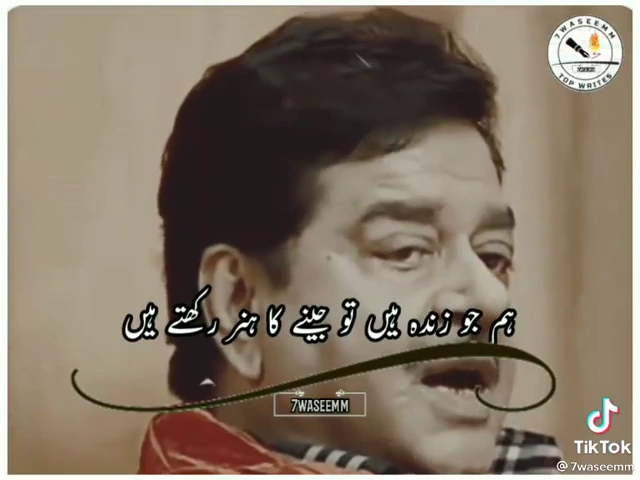 7WASEEMM
TOP WRITES
ہم جو زندہ ہیں تو جینے کا ہنر رکھتے ہیں
7WASEEMM
TikTok
@7waseemm